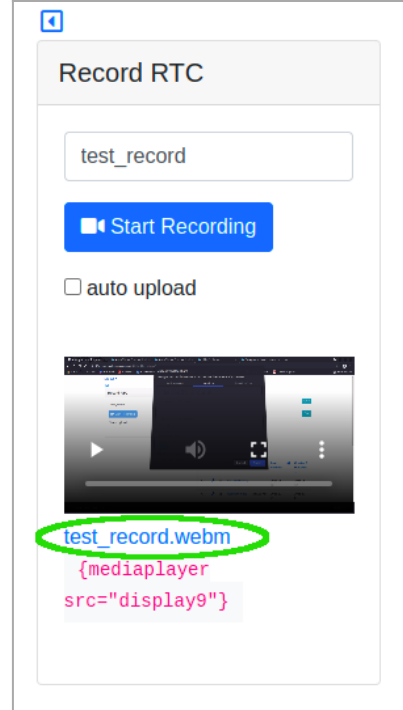 Record RTC
test_record
Start Recording
auto upload
test_record.webm
{mediaplayer
src="display9"}